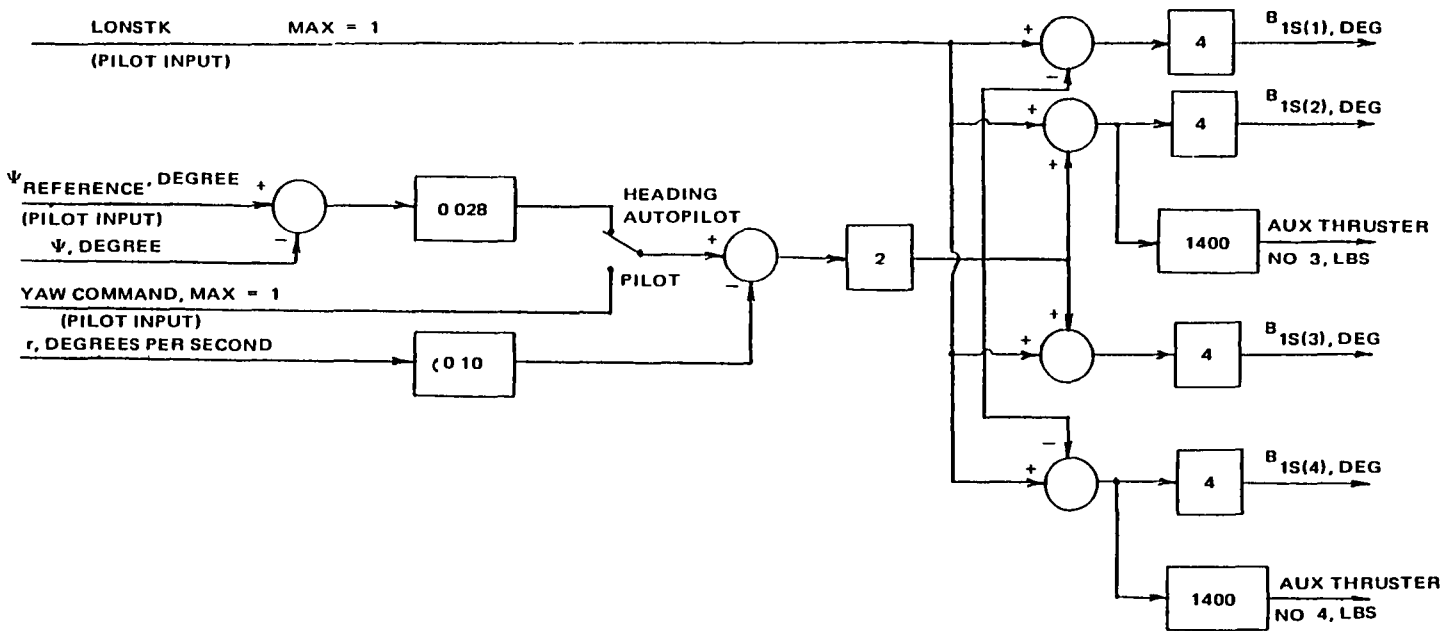 LONSTK MAX = 1
(PILOT INPUT)
+
−
4
B1S(1), DEG
+
+
4
B1S(2), DEG
1400
AUX THRUSTER
NO 3, LBS
ΨREFERENCE, DEGREE
(PILOT INPUT)
+
−
Ψ, DEGREE
0 028
HEADING
AUTOPILOT
PILOT
YAW COMMAND, MAX = 1
(PILOT INPUT)
r, DEGREES PER SECOND
(0 10
+
−
2
+
+
4
B1S(3), DEG
−
+
4
B1S(4), DEG
1400
AUX THRUSTER
NO 4, LBS